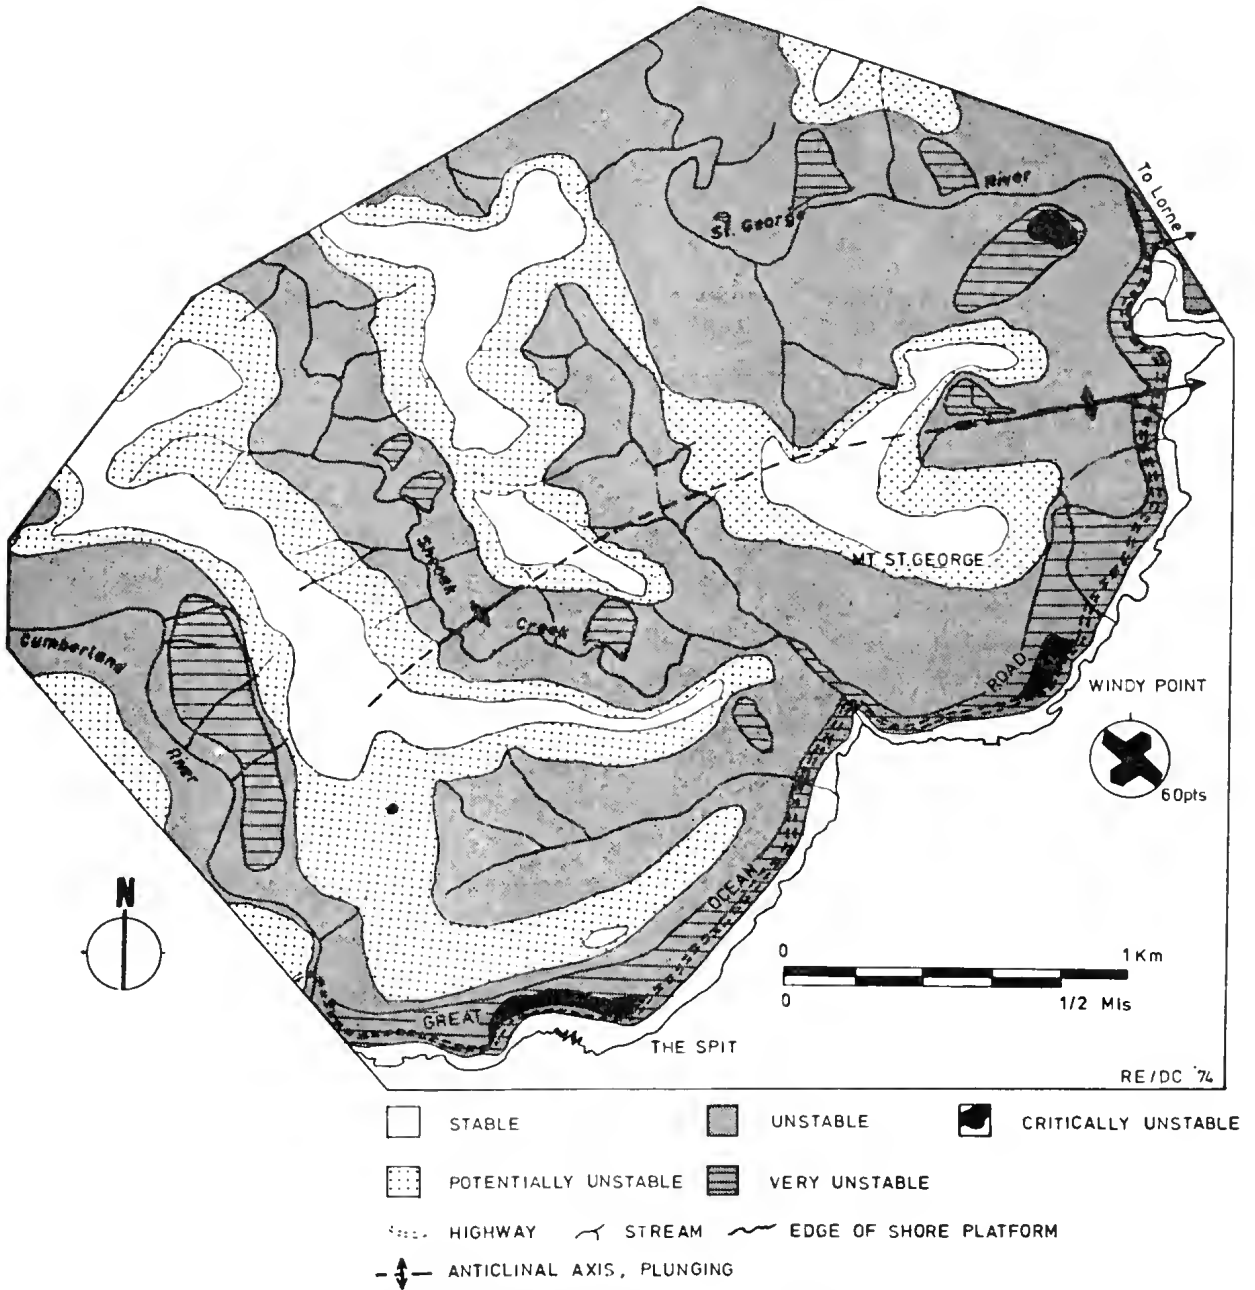 To Lorne
River
St. George
MT ST.GEORGE
Creek
Cumberland
River
ROAD
WINDY POINT
60pts
OCEAN
N
0
1 Km
0
1/2 Mls
GREAT
THE SPIT
RE/DC '74
STABLE
UNSTABLE
CRITICALLY UNSTABLE
POTENTIALLY UNSTABLE
VERY UNSTABLE
HIGHWAY
STREAM
EDGE OF SHORE PLATFORM
ANTICLINAL AXIS, PLUNGING